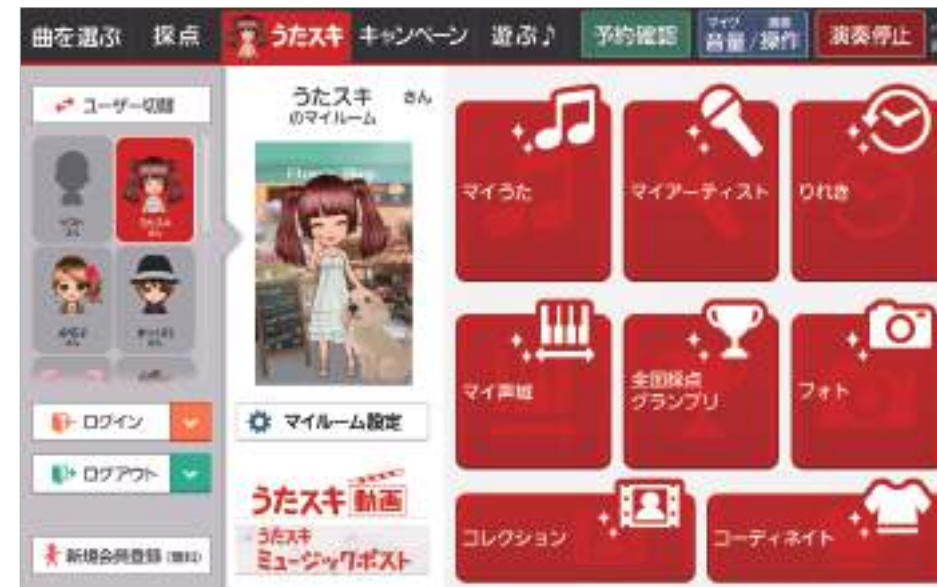 曲を選ぶ
採点
うたスキ
キャンペーン
遊ぶ♪
予約確認
マイク 演奏
音量/操作
演奏停止
ユーザー切替
うたスキ さん
のマイルーム
ログイン
ログアウト
新規会員登録(無料)
マイルーム設定
うたスキ動画
うたスキ
ミュージックポスト
マイうた
マイアーティスト
りれき
マイ声域
全国採点
グランプリ
フォト
コレクション
コーディネイト